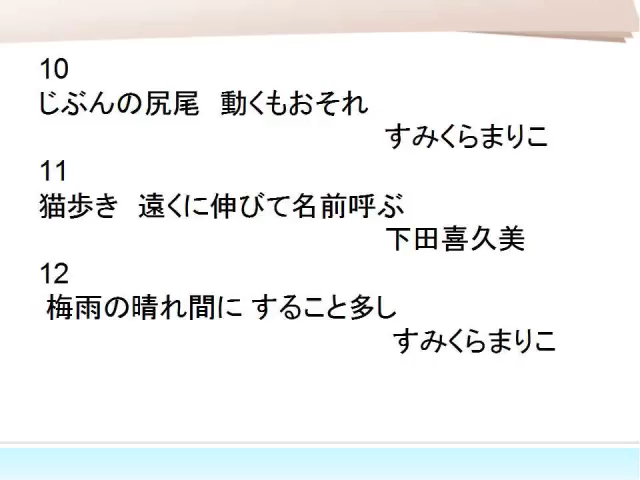 10
じぶんの尻尾　動くもおそれ
すみくらまりこ
11
猫歩き　遠くに伸びて名前呼ぶ
下田喜久美
12
梅雨の晴れ間に すること多し
すみくらまりこ